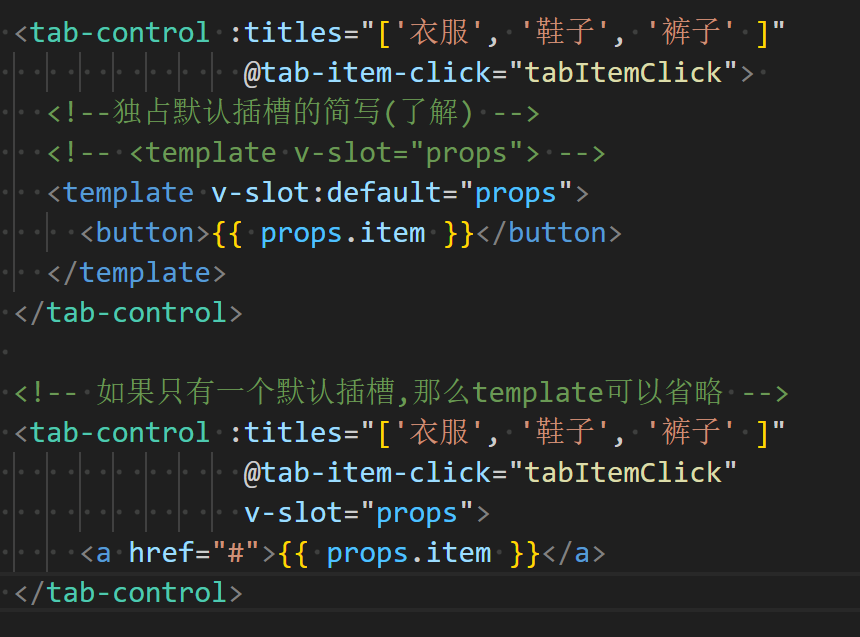 <tab-control :titles="['衣服', '鞋子', '裤子' ]"
@tab-item-click="tabItemClick">
<!--独占默认插槽的简写(了解) -->
<!-- <template v-slot="props"> -->
<template v-slot:default="props">
<button>{{ props.item }}</button>
</template>
</tab-control>
<!-- 如果只有一个默认插槽,那么template可以省略 -->
<tab-control :titles="['衣服', '鞋子', '裤子' ]"
@tab-item-click="tabItemClick"
v-slot="props">
<a href="#">{{ props.item }}</a>
</tab-control>